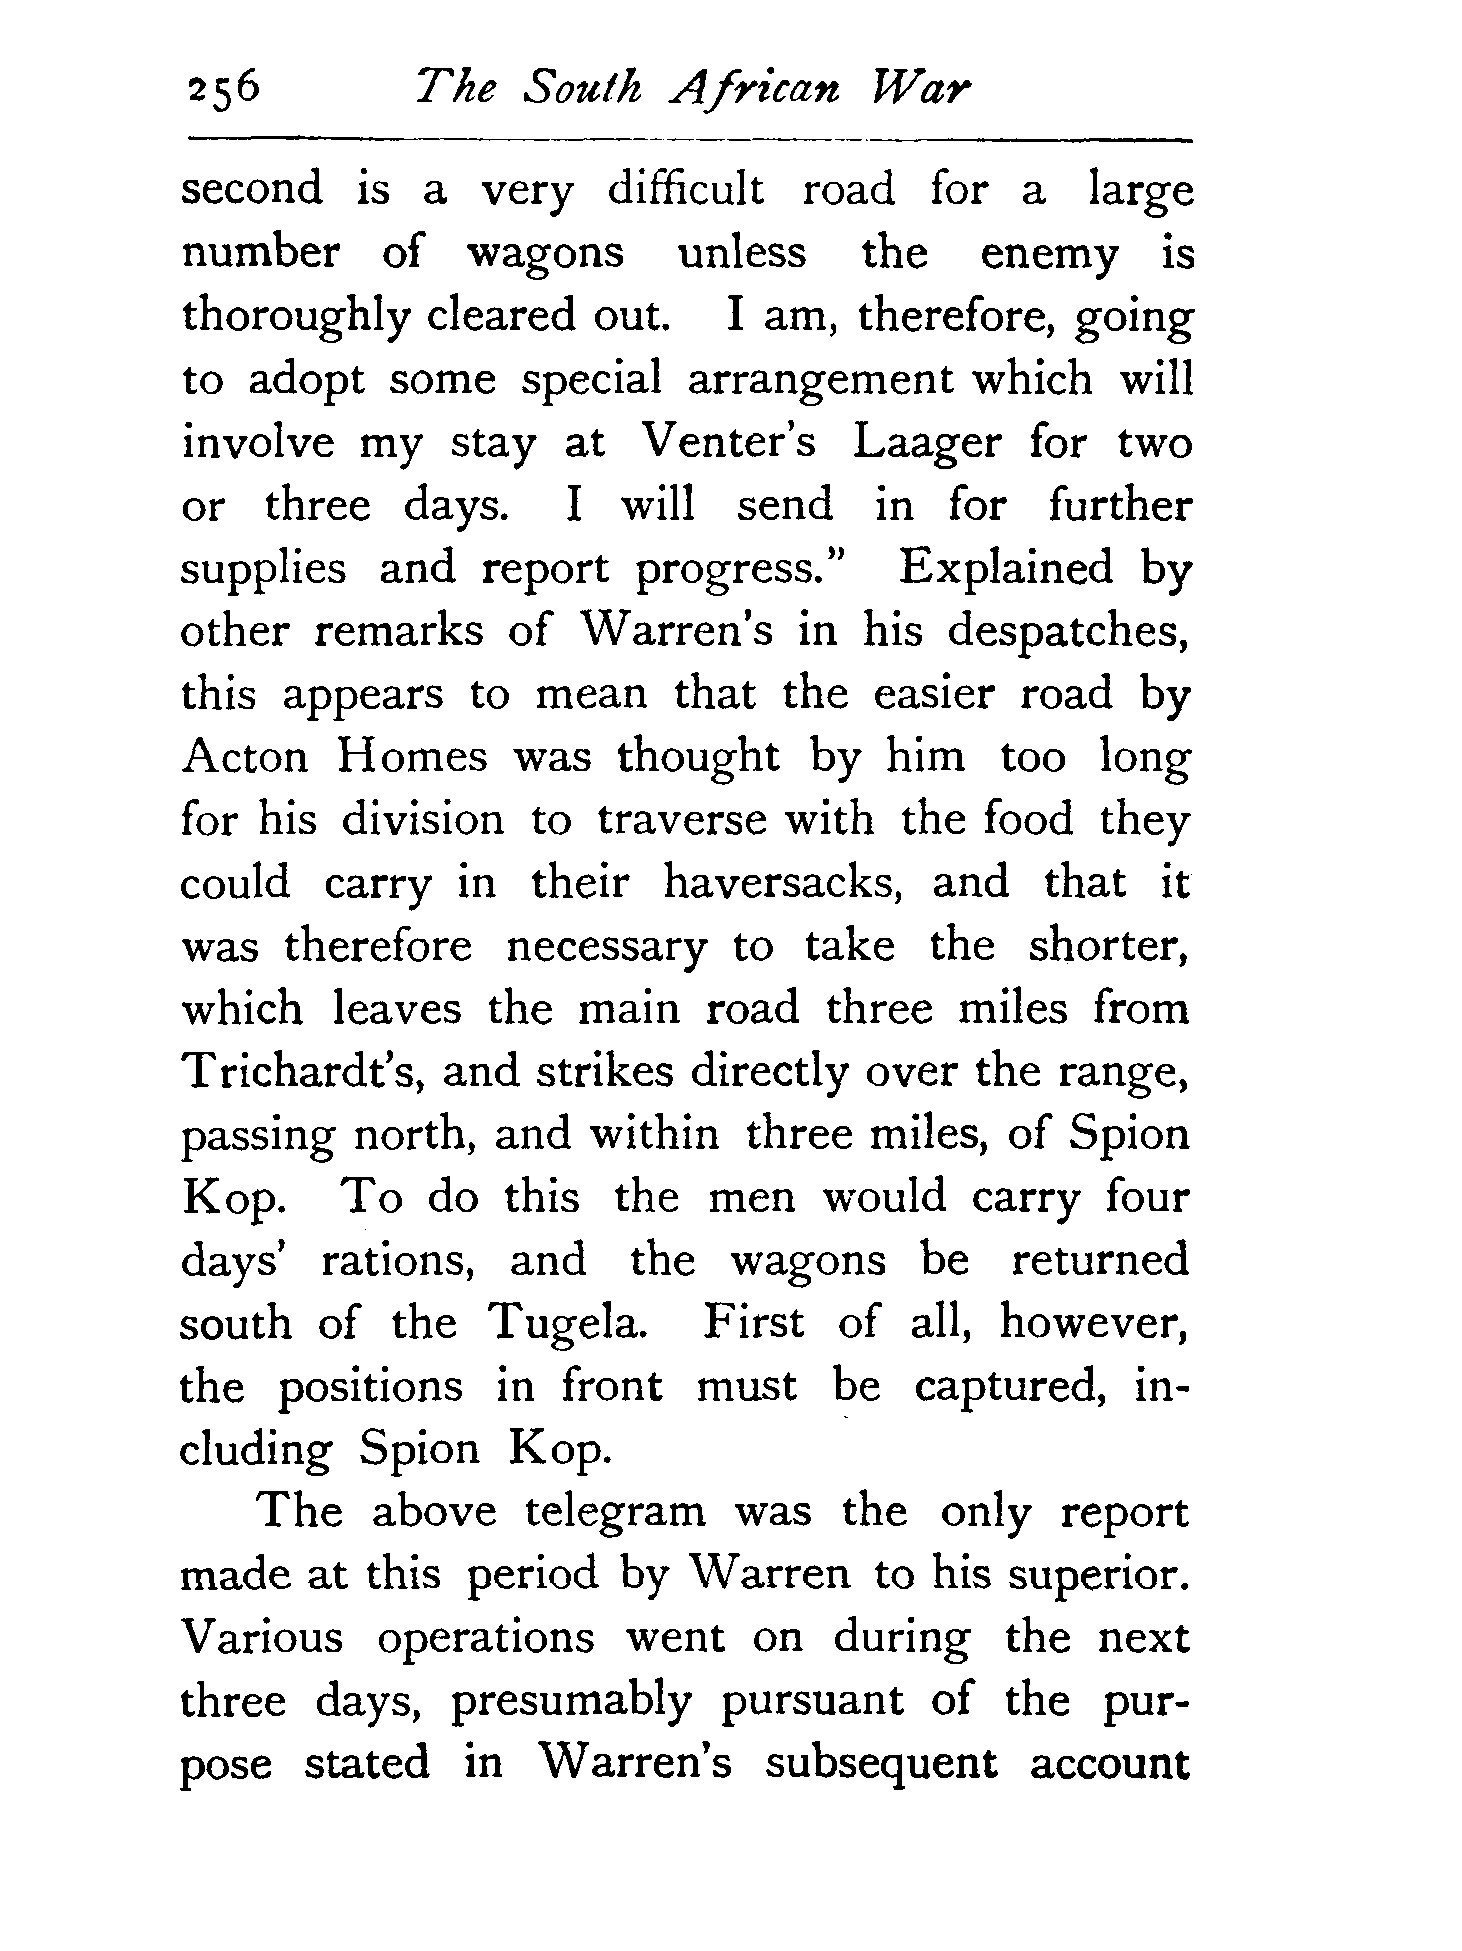 256 The South African War
second is a very difficult road for a large
number of wagons unless the enemy is
thoroughly cleared out. I am, therefore, going
to adopt some special arrangement which will
involve my stay at Venter's Laager for two
or three days. I will send in for further
supplies and report progress.” Explained by
other remarks of Warren's in his despatches,
this appears to mean that the easier road by
Acton Homes was thought by him too long
for his division to traverse with the food they
could carry in their haversacks, and that it
was therefore necessary to take the shorter,
which leaves the main road three miles from
Trichardt's, and strikes directly over the range,
passing north, and within three miles, of Spion
Kop. To do this the men would carry four
days' rations, and the wagons be returned
south of the Tugela. First of all, however,
the positions in front must be captured, in-
cluding Spion Kop.
The above telegram was the only report
made at this period by Warren to his superior.
Various operations went on during the next
three days, presumably pursuant of the pur-
pose stated in Warren's subsequent account